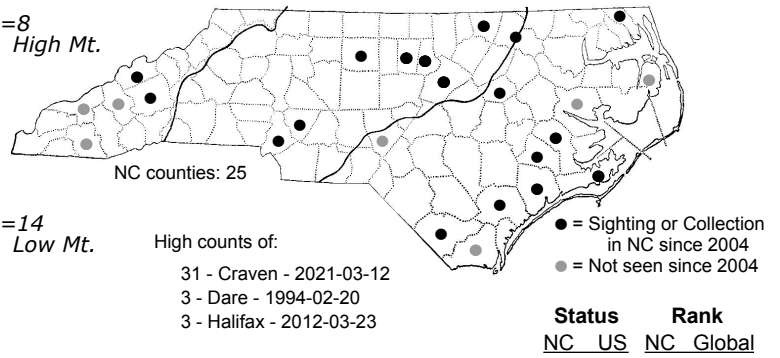 =8
High Mt.
NC counties: 25
=14
Low Mt.
High counts of:
31 - Craven - 2021-03-12
3 - Dare - 1994-02-20
3 - Halifax - 2012-03-23
= Sighting or Collection
in NC since 2004
= Not seen since 2004
Status Rank
NC US NC Global